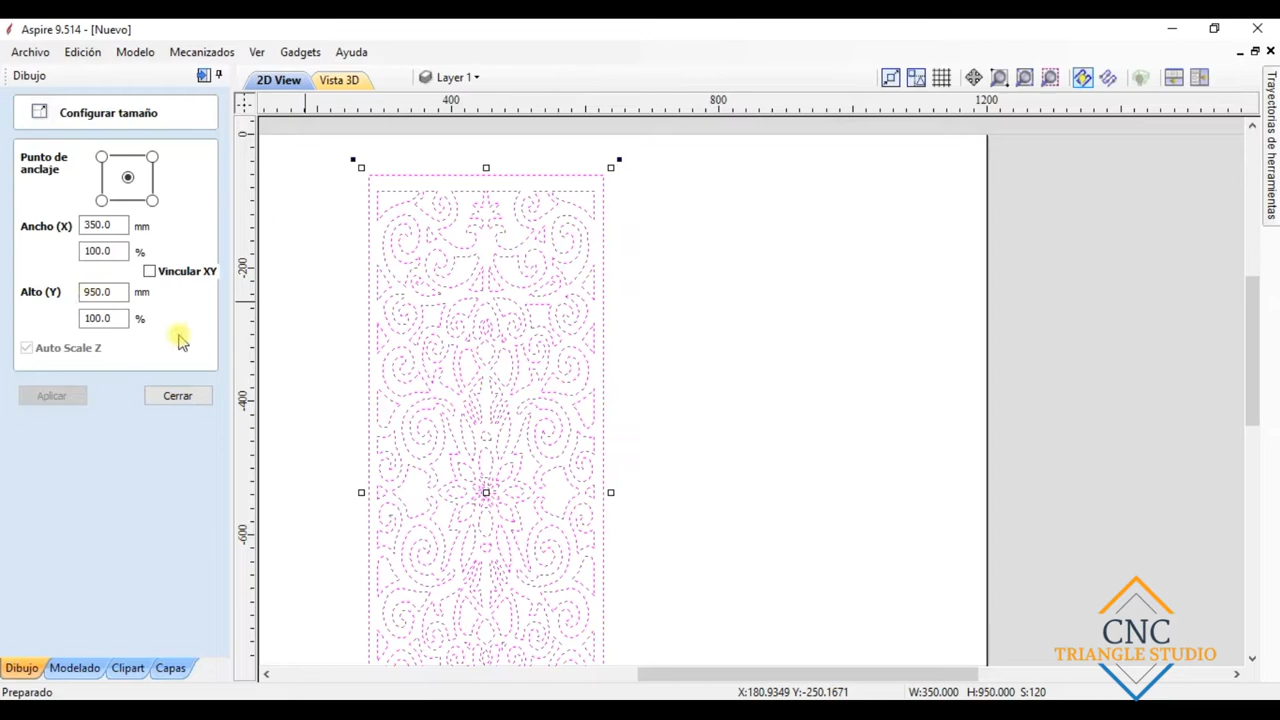 Aspire 9.514 - [Nuevo]
Archivo Edición Modelo Mecanizados Ver Gadgets Ayuda
Dibujo
2D View Vista 3D Layer 1
Configurar tamaño
400 800 1200
0
-200
-400
-600
Punto de
anclaje
Ancho (X) 350.0 mm
100.0 %
Vincular XY
Alto (Y) 950.0 mm
100.0 %
Auto Scale Z
Aplicar Cerrar
Trayectorias de herramientas
CNC
TRIANGLE STUDIO
Dibujo Modelado Clipart Capas
Preparado X:180.9349 Y:-250.1671 W:350.000 H:950.000 S:120